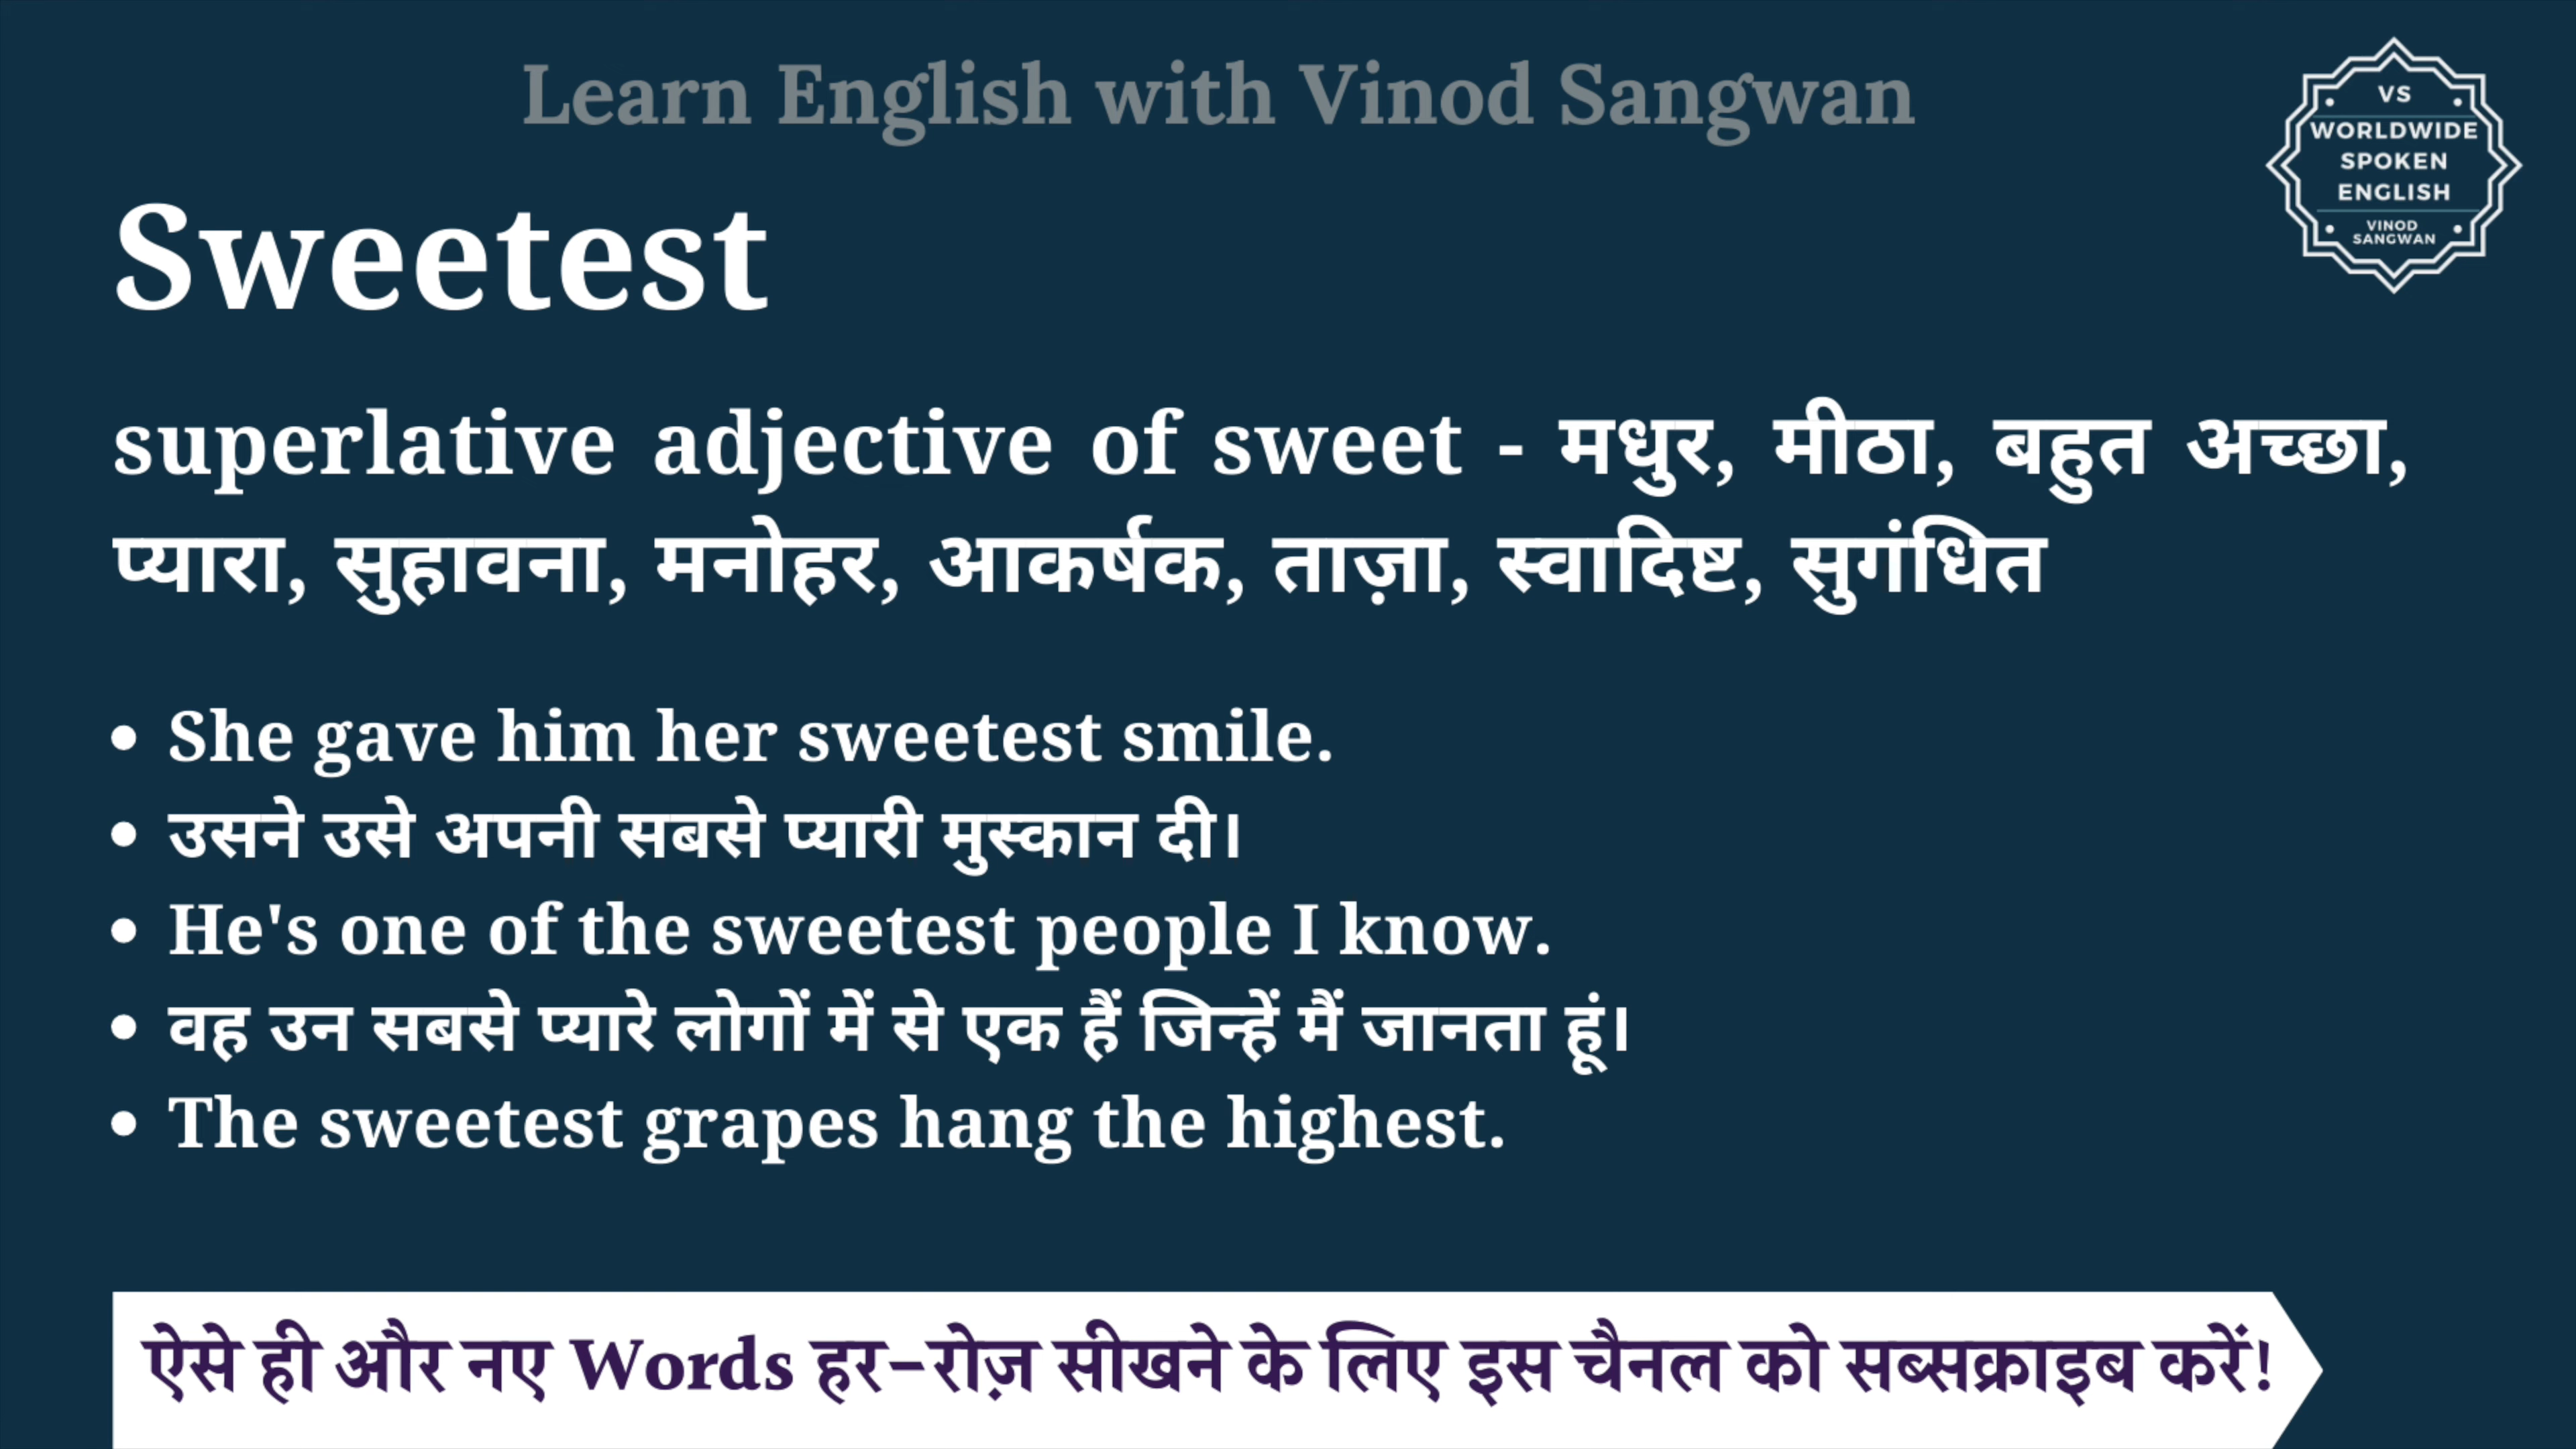 Learn English with Vinod Sangwan
VS
WORLDWIDE
SPOKEN
ENGLISH
VINOD
SANGWAN
Sweetest
superlative adjective of sweet - मधुर, मीठा, बहुत अच्छा,
प्यारा, सुहावना, मनोहर, आकर्षक, ताज़ा, स्वादिष्ट, सुगंधित
• She gave him her sweetest smile.
• उसने उसे अपनी सबसे प्यारी मुस्कान दी।
• He's one of the sweetest people I know.
• वह उन सबसे प्यारे लोगों में से एक हैं जिन्हें मैं जानता हूं।
• The sweetest grapes hang the highest.
ऐसे ही और नए Words हर-रोज़ सीखने के लिए इस चैनल को सब्सक्राइब करें!